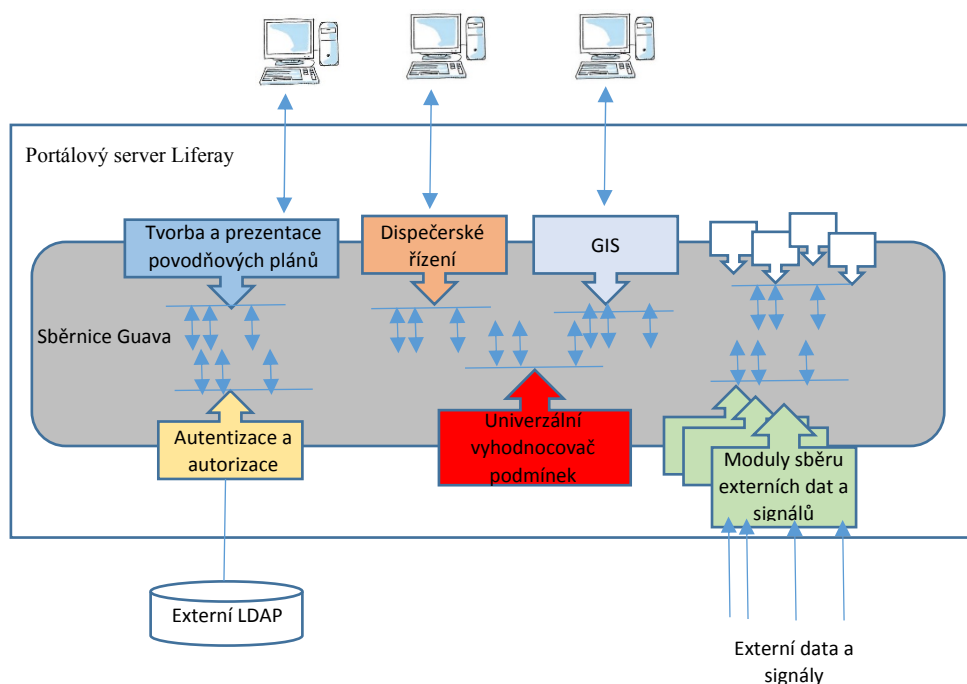 Portálový server Liferay
Tvorba a prezentace
povodňových plánů
Dispečerské
řízení
GIS
Sběrnice Guava
Autentizace a
autorizace
Univerzální
vyhodnocovač
podmínek
Moduly sběru
externích dat a
signálů
Externí LDAP
Externí data a
signály